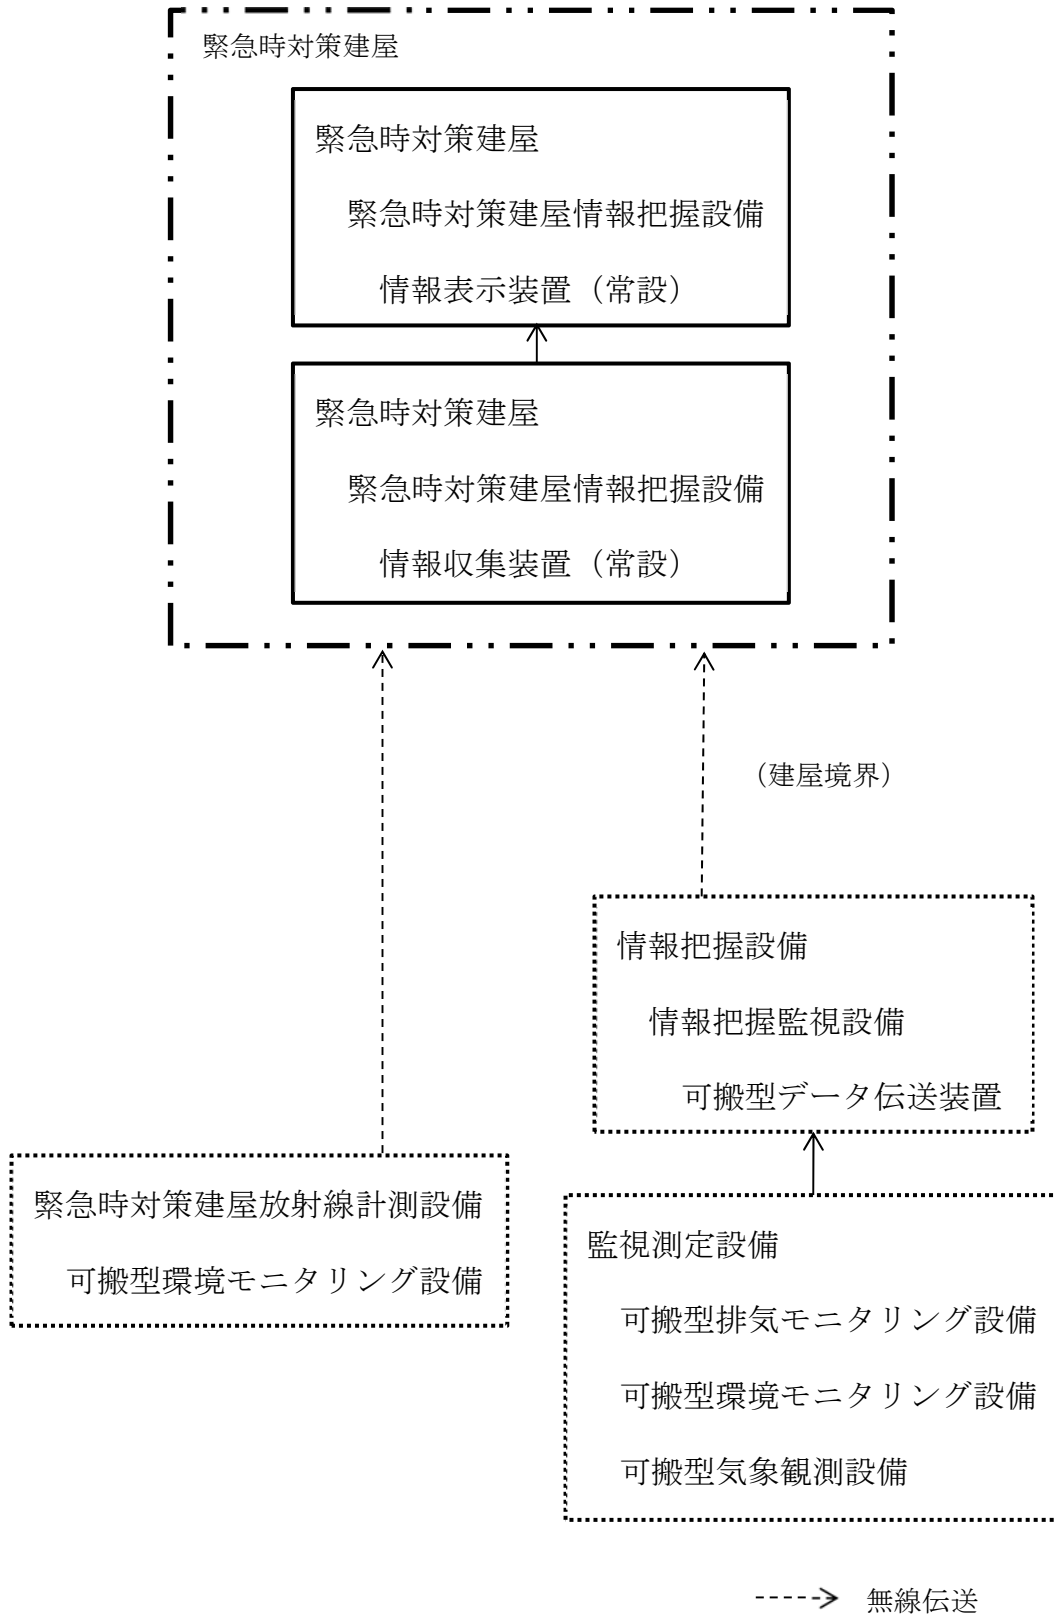 緊急時対策建屋
緊急時対策建屋
緊急時対策建屋情報把握設備
情報表示装置（常設）
緊急時対策建屋
緊急時対策建屋情報把握設備
情報収集装置（常設）
（建屋境界）
情報把握設備
情報把握監視設備
可搬型データ伝送装置
緊急時対策建屋放射線計測設備
可搬型環境モニタリング設備
監視測定設備
可搬型排気モニタリング設備
可搬型環境モニタリング設備
可搬型気象観測設備
無線伝送